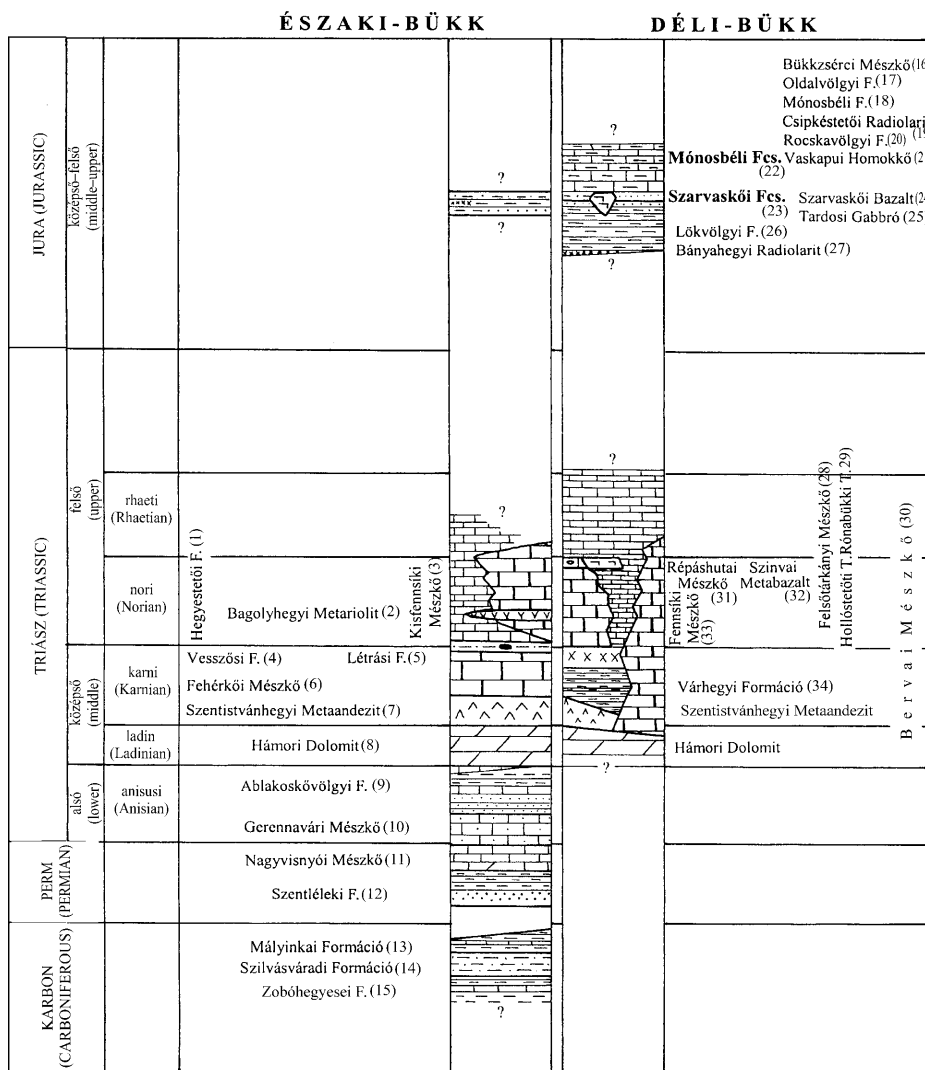 ÉSZAKI-BÜKK
DÉLI-BÜKK
JURA (JURASSIC)
középső–felső
(middle–upper)
?
?
?
?
Bükkzsérci Mészkő (16
Oldalvölgyi F. (17)
Mónosbéli F. (18)
Csipkéstetői Radiolari
(19
Rocskavölgyi F. (20)
Mónosbéli Fcs. Vaskapui Homokkő (2
(22)
Szarvaskői Fcs. Szarvaskői Bazalt (24
(23) Tardosi Gabbró (25)
Lökvölgyi F. (26)
Bányahegyi Radiolarit (27)
TRIÁSZ (TRIASSIC)
felső
(upper)
rhaeti
(Rhaetian)
nori
(Norian)
Hegyestetői F. (1)
Bagolyhegyi Metariolit (2)
Kisfennsíki
Mészkő (3)
?
?
Répáshutai Szinvai
Mészkő Metabazalt
(31) (32)
Fennsíki
Mészkő
(33)
Felsőtárkányi Mészkő (28)
Hollóstetőti T.Rónabükki T.29)
Bervai Mészkő (30)
középső
(middle)
karni
(Karnian)
Vesszősi F. (4) Létrási F. (5)
Fehérkői Mészkő (6)
Szentistvánhegyi Metaandezit (7)
Várhegyi Formáció (34)
Szentistvánhegyi Metaandezit
ladin
(Ladinian)
Hámori Dolomit (8)
Hámori Dolomit
?
alsó
(lower)
anisusi
(Anisian)
Ablakoskővölgyi F. (9)
Gerennavári Mészkő (10)
PERM
(PERMIAN)
Nagyvisnyói Mészkő (11)
Szentléleki F. (12)
KARBON
(CARBONIFEROUS)
Mályinkai Formáció (13)
Szilvásváradi Formáció (14)
Zobóhegyesei F. (15)
?